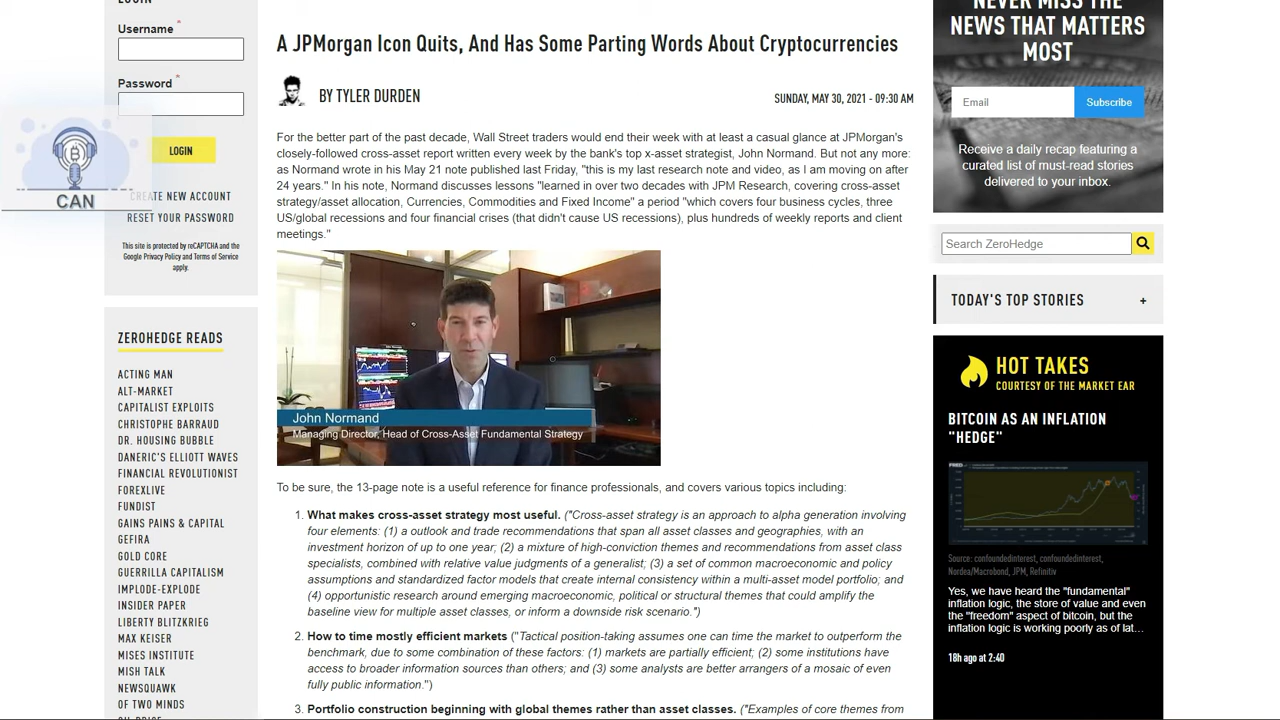 LOGIN
Username *
Password *
LOGIN
CREATE NEW ACCOUNT
RESET YOUR PASSWORD
This site is protected by reCAPTCHA and the
Google Privacy Policy and Terms of Service
apply.
CAN
ZEROHEDGE READS
ACTING MAN
ALT-MARKET
CAPITALIST EXPLOITS
CHRISTOPHE BARRAUD
DR. HOUSING BUBBLE
DANERIC'S ELLIOTT WAVES
FINANCIAL REVOLUTIONIST
FOREXLIVE
FUNDIST
GAINS PAINS & CAPITAL
GEFIRA
GOLD CORE
GUERRILLA CAPITALISM
IMPLODE-EXPLODE
INSIDER PAPER
LIBERTY BLITZKRIEG
MAX KEISER
MISES INSTITUTE
MISH TALK
NEWSQUAWK
OF TWO MINDS
OIL PRICE
A JPMorgan Icon Quits, And Has Some Parting Words About Cryptocurrencies
BY TYLER DURDEN
SUNDAY, MAY 30, 2021 - 09:30 AM
For the better part of the past decade, Wall Street traders would end their week with at least a casual glance at JPMorgan's
closely-followed cross-asset report written every week by the bank's top x-asset strategist, John Normand. But not any more:
as Normand wrote in his May 21 note published last Friday, "this is my last research note and video, as I am moving on after
24 years." In his note, Normand discusses lessons "learned in over two decades with JPM Research, covering cross-asset
strategy/asset allocation, Currencies, Commodities and Fixed Income" a period "which covers four business cycles, three
US/global recessions and four financial crises (that didn't cause US recessions), plus hundreds of weekly reports and client
meetings."
John Normand
Managing Director, Head of Cross-Asset Fundamental Strategy
To be sure, the 13-page note is a useful reference for finance professionals, and covers various topics including:
1. What makes cross-asset strategy most useful. ("Cross-asset strategy is an approach to alpha generation involving
four elements: (1) a outlook and trade recommendations that span all asset classes and geographies, with an
investment horizon of up to one year; (2) a mixture of high-conviction themes and recommendations from asset class
specialists combined with relative value judgments of a generalist; (3) a set of common macroeconomic and policy
assumptions and standardized factor models that create internal consistency within a multi-asset model portfolio; and
(4) opportunistic research around emerging macroeconomic, political or structural themes that could amplify the
baseline view for multiple asset classes, or inform a downside risk scenario.")
2. How to time mostly efficient markets ("Tactical position-taking assumes one can time the market to outperform the
benchmark, due to some combination of these factors: (1) markets are partially efficient; (2) some institutions have
access to broader information sources than others; and (3) some analysts are better arrangers of a mosaic of even
fully public information.")
3. Portfolio construction beginning with global themes rather than asset classes. ("Examples of core themes from
NEVER MISS THE
NEWS THAT MATTERS
MOST
Email
Subscribe
Receive a daily recap featuring a
curated list of must-read stories
delivered to your inbox.
Search ZeroHedge
TODAY'S TOP STORIES +
HOT TAKES
COURTESY OF THE MARKET EAR
BITCOIN AS AN INFLATION
"HEDGE"
FRED
Source: confoundedinterest, confoundedinterest,
Nordea/Macrobond, JPM, Refinitiv
Yes, we have heard the "fundamental"
inflation logic, the store of value and even
the "freedom" aspect of bitcoin, but the
inflation logic is working poorly as of lat...
18h ago at 2:40